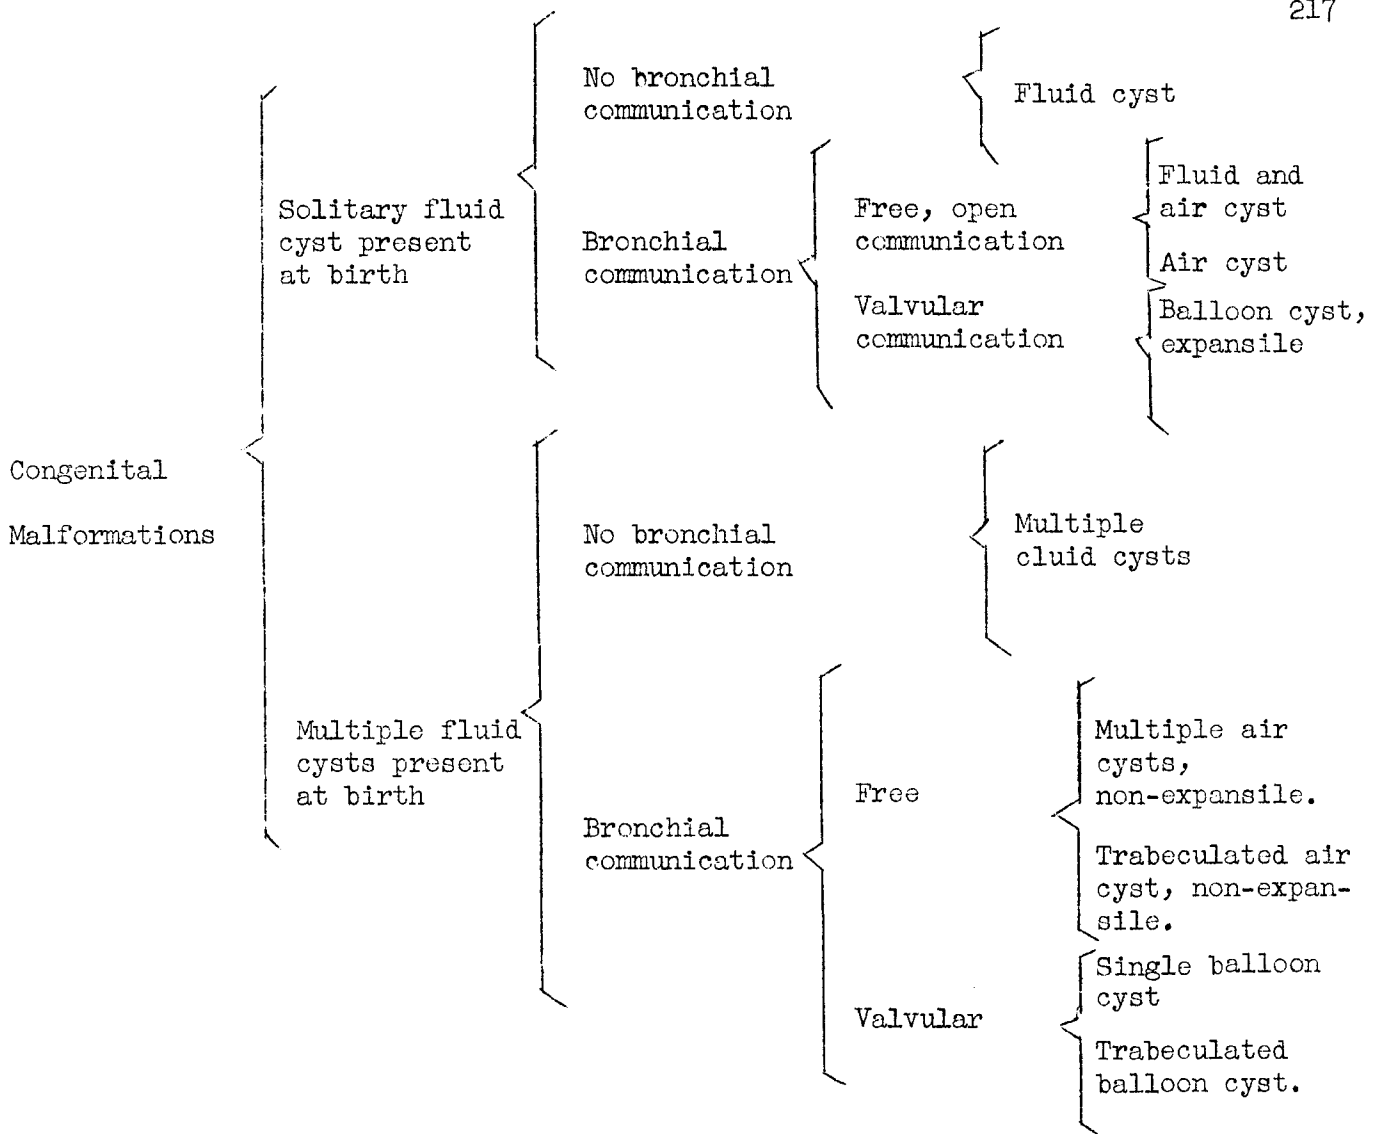 217
No bronchial
communication
Fluid cyst
Solitary fluid
cyst present
at birth
Bronchial
communication
Free, open
communication
Fluid and
air cyst
Air cyst
Valvular
communication
Balloon cyst,
expansile
Congenital
Malformations
No bronchial
communication
Multiple
cluid cysts
Multiple fluid
cysts present
at birth
Bronchial
communication
Free
Multiple air
cysts,
non-expansile.
Trabeculated air
cyst, non-expan-
sile.
Valvular
Single balloon
cyst
Trabeculated
balloon cyst.